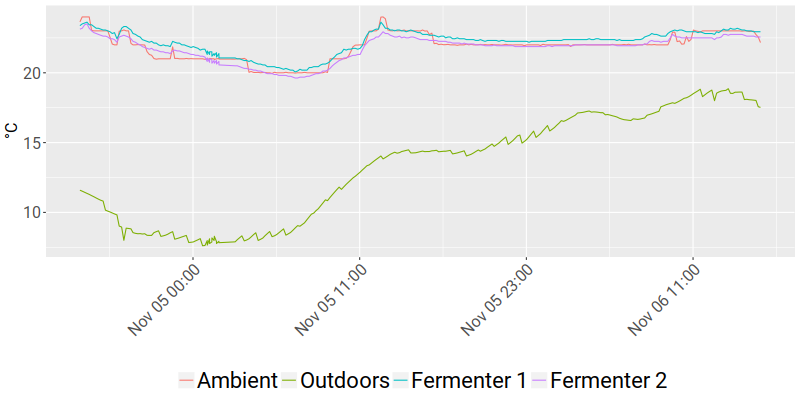 °C
20
15
10
Nov 05 00:00
Nov 05 11:00
Nov 05 23:00
Nov 06 11:00
Ambient Outdoors Fermenter 1 Fermenter 2